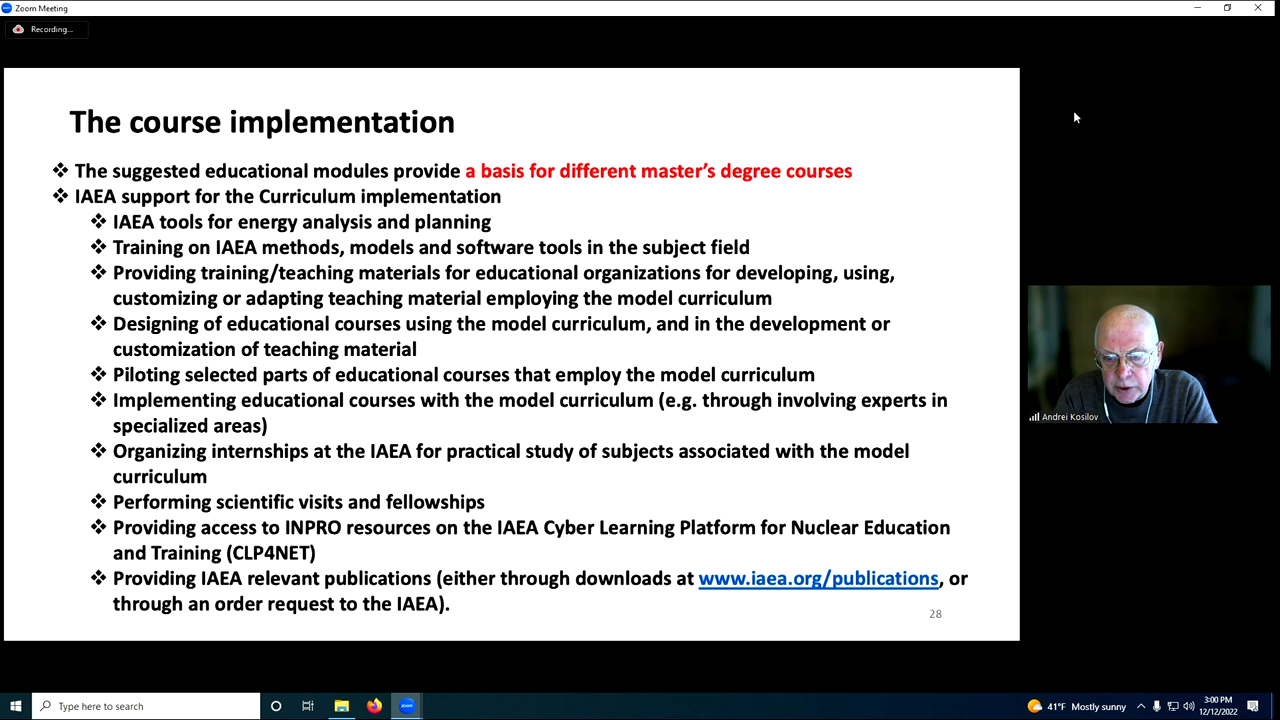 Zoom Meeting
Recording...
The course implementation
❖ The suggested educational modules provide a basis for different master's degree courses
❖ IAEA support for the Curriculum implementation
❖ IAEA tools for energy analysis and planning
❖ Training on IAEA methods, models and software tools in the subject field
❖ Providing training/teaching materials for educational organizations for developing, using,
customizing or adapting teaching material employing the model curriculum
❖ Designing of educational courses using the model curriculum, and in the development or
customization of teaching material
❖ Piloting selected parts of educational courses that employ the model curriculum
❖ Implementing educational courses with the model curriculum (e.g. through involving experts in
specialized areas)
❖ Organizing internships at the IAEA for practical study of subjects associated with the model
curriculum
❖ Performing scientific visits and fellowships
❖ Providing access to INPRO resources on the IAEA Cyber Learning Platform for Nuclear Education
and Training (CLP4NET)
❖ Providing IAEA relevant publications (either through downloads at www.iaea.org/publications, or
through an order request to the IAEA).
28
Andrei Kosilov
Type here to search
zoom
41°F Mostly sunny
3:00 PM
12/12/2022